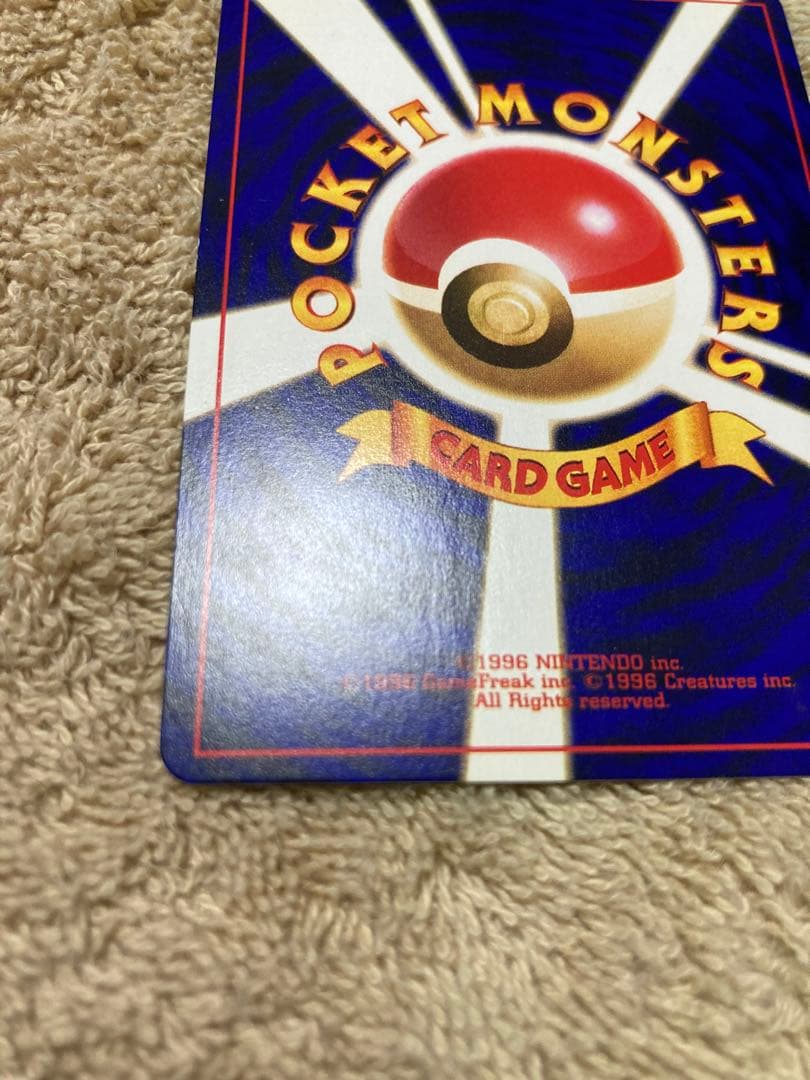 POCKET MONSTERS
CARD GAME
©1996 NINTENDO inc.
©1996 GameFreak inc. ©1996 Creatures inc.
All Rights reserved.